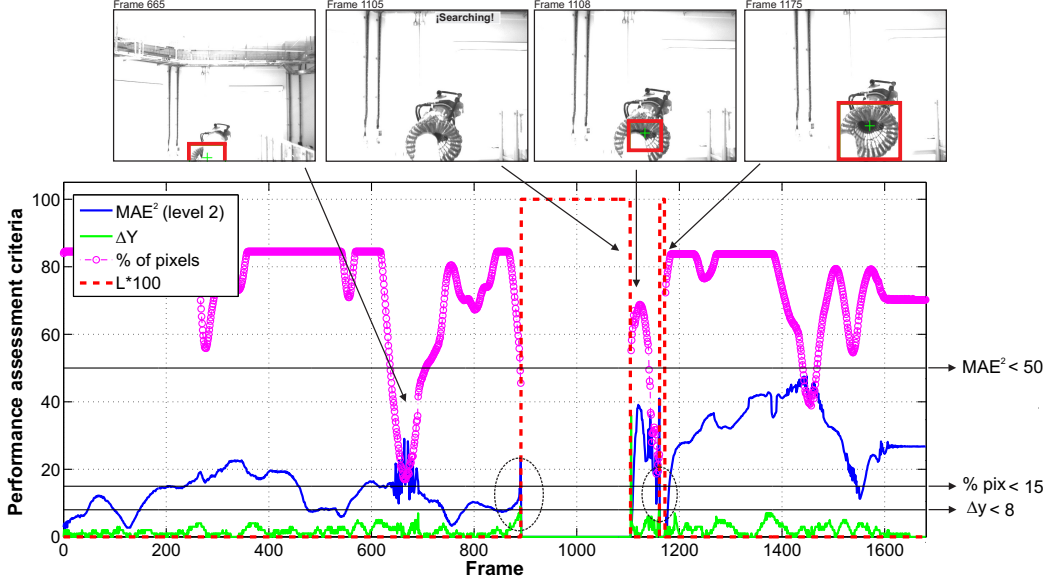 Frame 665
Frame 1105
Frame 1108
Frame 1175
¡Searching!
Performance assessment criteria
100
80
60
40
20
0
MAE² (level 2)
ΔY
% of pixels
L*100
MAE² < 50
% pix < 15
Δy < 8
0 200 400 600 800 1000 1200 1400 1600
Frame